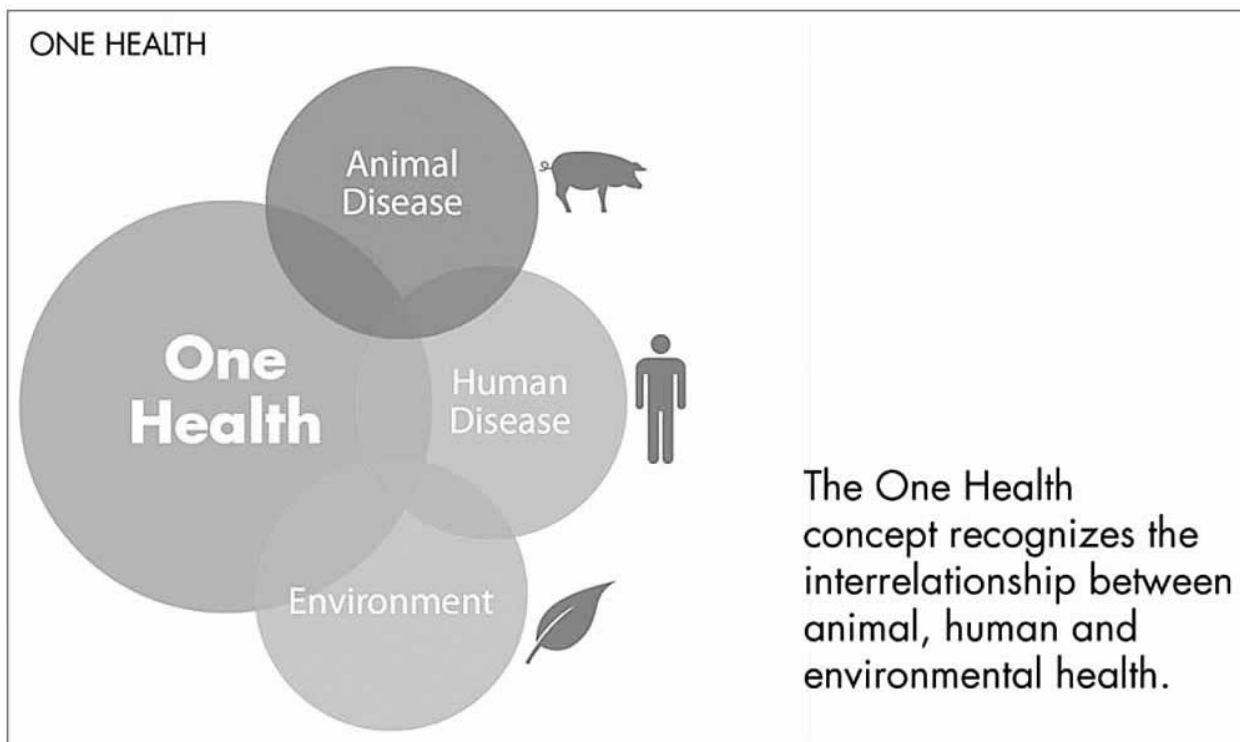 ONE HEALTH
Animal
Disease
One
Health
Human
Disease
Environment
The One Health
concept recognizes the
interrelationship between
animal, human and
environmental health.